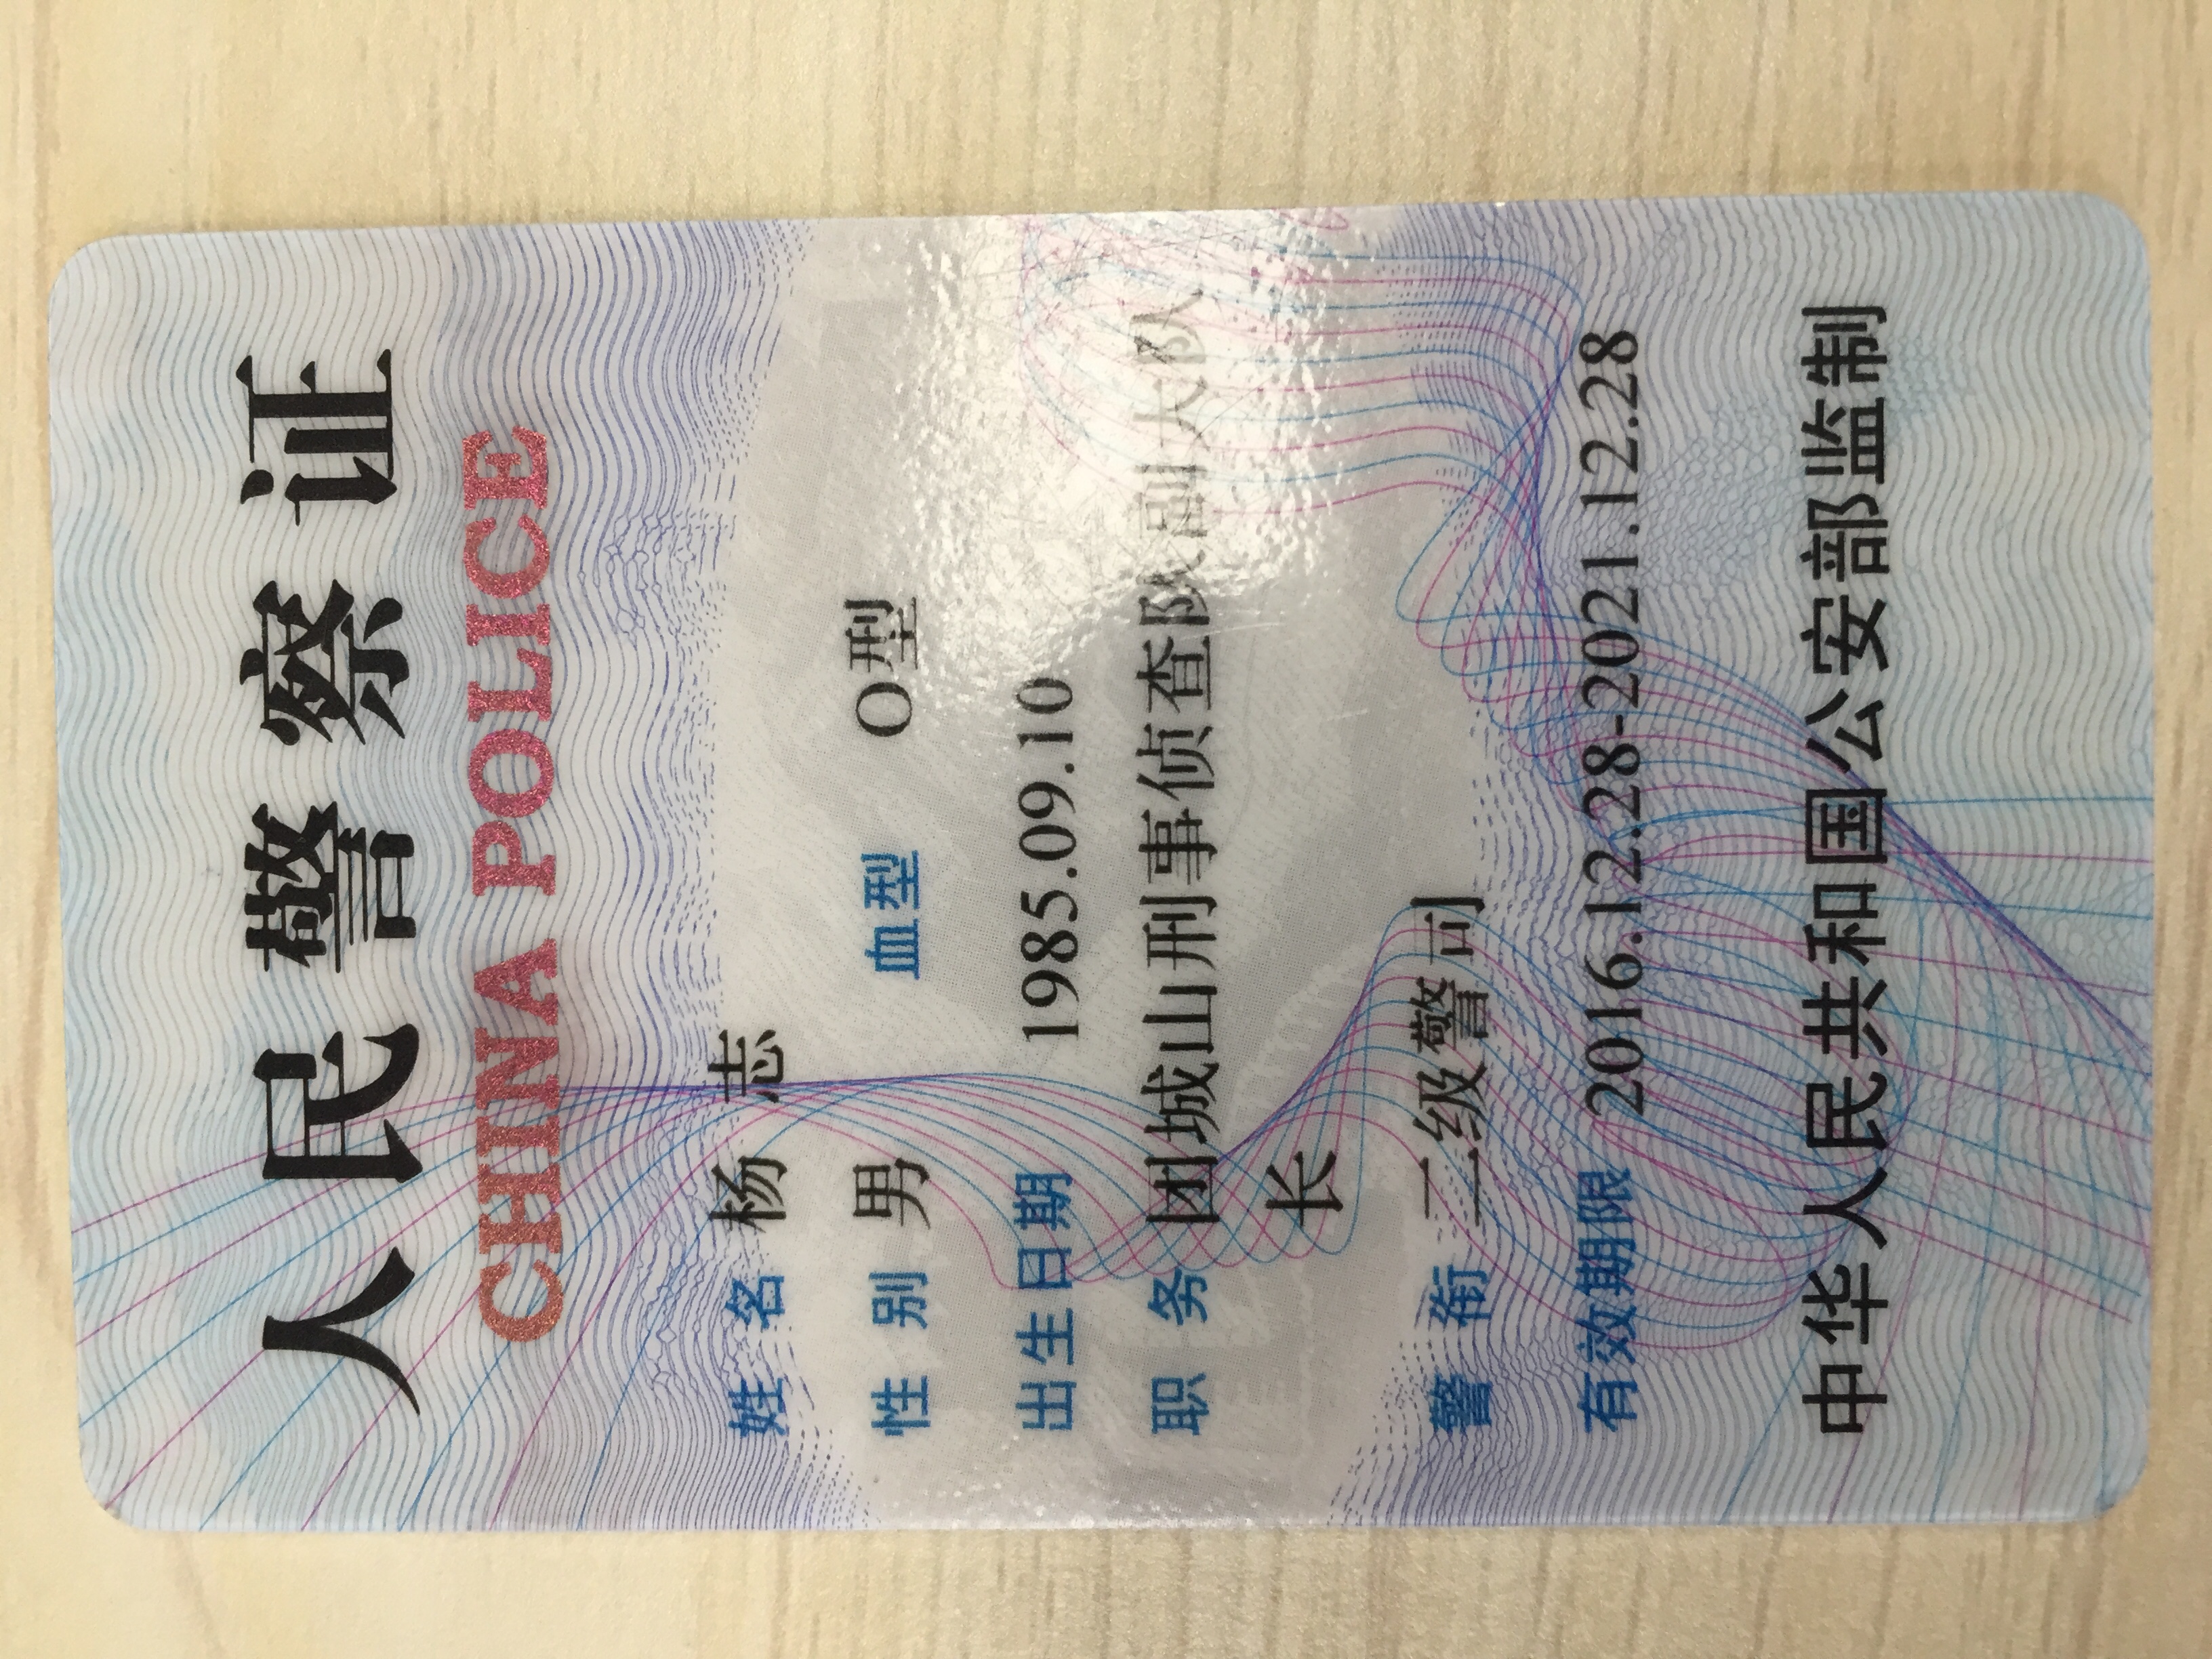 人民警察证
CHINA POLICE
姓名 杨志
性别 男 血型 O型
出生日期 1985.09.10
职务 团城山刑事侦查队副大队
长
警衔 二级警司
有效期限 2016.12.28-2021.12.28
中华人民共和国公安部监制